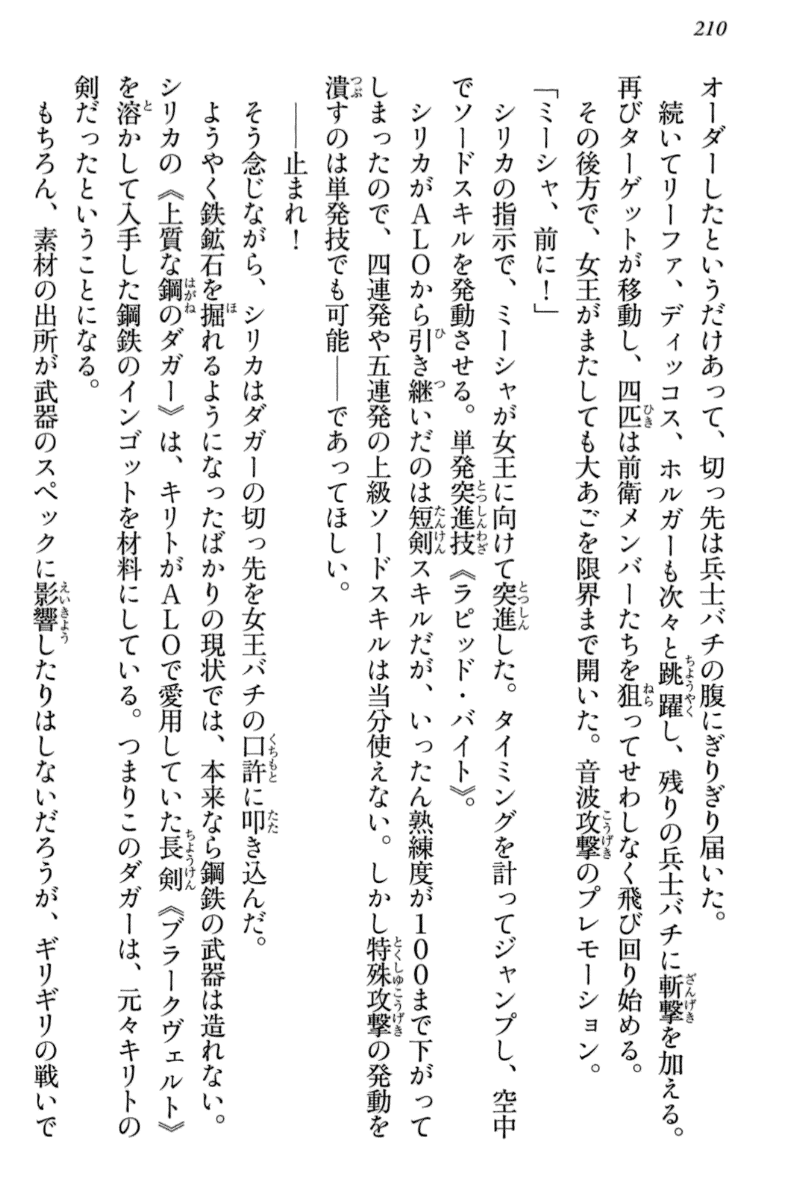 210
オーダーしたというだけあって、切っ先は兵士バチの腹にぎりぎり届いた。
続いてリーファ、ディッコス、ホルガーも次々と跳躍し、残りの兵士バチに斬撃を加える。
再びターゲットが移動し、四匹は前衛メンバーたちを狙ってせわしなく飛び回り始める。
その後方で、女王がまたしても大あごを限界まで開いた。音波攻撃のプレモーション。
「ミーシャ、前に！」
シリカの指示で、ミーシャが女王に向けて突進した。タイミングを計ってジャンプし、空中
でソードスキルを発動させる。単発突進技《ラピッド・バイト》。
シリカがＡＬＯから引き継いだのは短剣スキルだが、いったん熟練度が１００まで下がって
しまったので、四連発や五連発の上級ソードスキルは当分使えない。しかし特殊攻撃の発動を
潰すのは単発技でも可能――であってほしい。
――止まれ！
そう念じながら、シリカはダガーの切っ先を女王バチの口許に叩き込んだ。
ようやく鉄鉱石を掘れるようになったばかりの現状では、本来なら鋼鉄の武器は造れない。
シリカの《上質な鋼のダガー》は、キリトがＡＬＯで愛用していた長剣《ブラークヴェルト》
を溶かして入手した鋼鉄のインゴットを材料にしている。つまりこのダガーは、元々キリトの
剣だったということになる。
もちろん、素材の出所が武器のスペックに影響したりはしないだろうが、ギリギリの戦いで